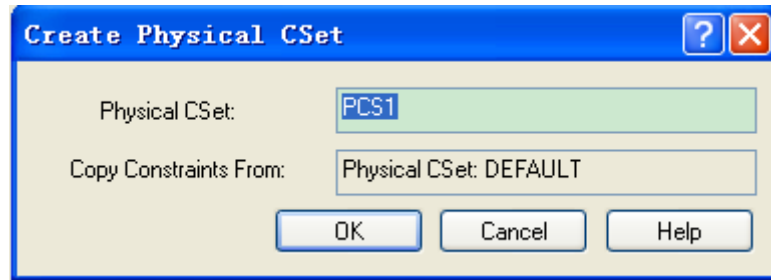 Create Physical CSet
Physical CSet: PCS1
Copy Constraints From: Physical CSet: DEFAULT
OK Cancel Help